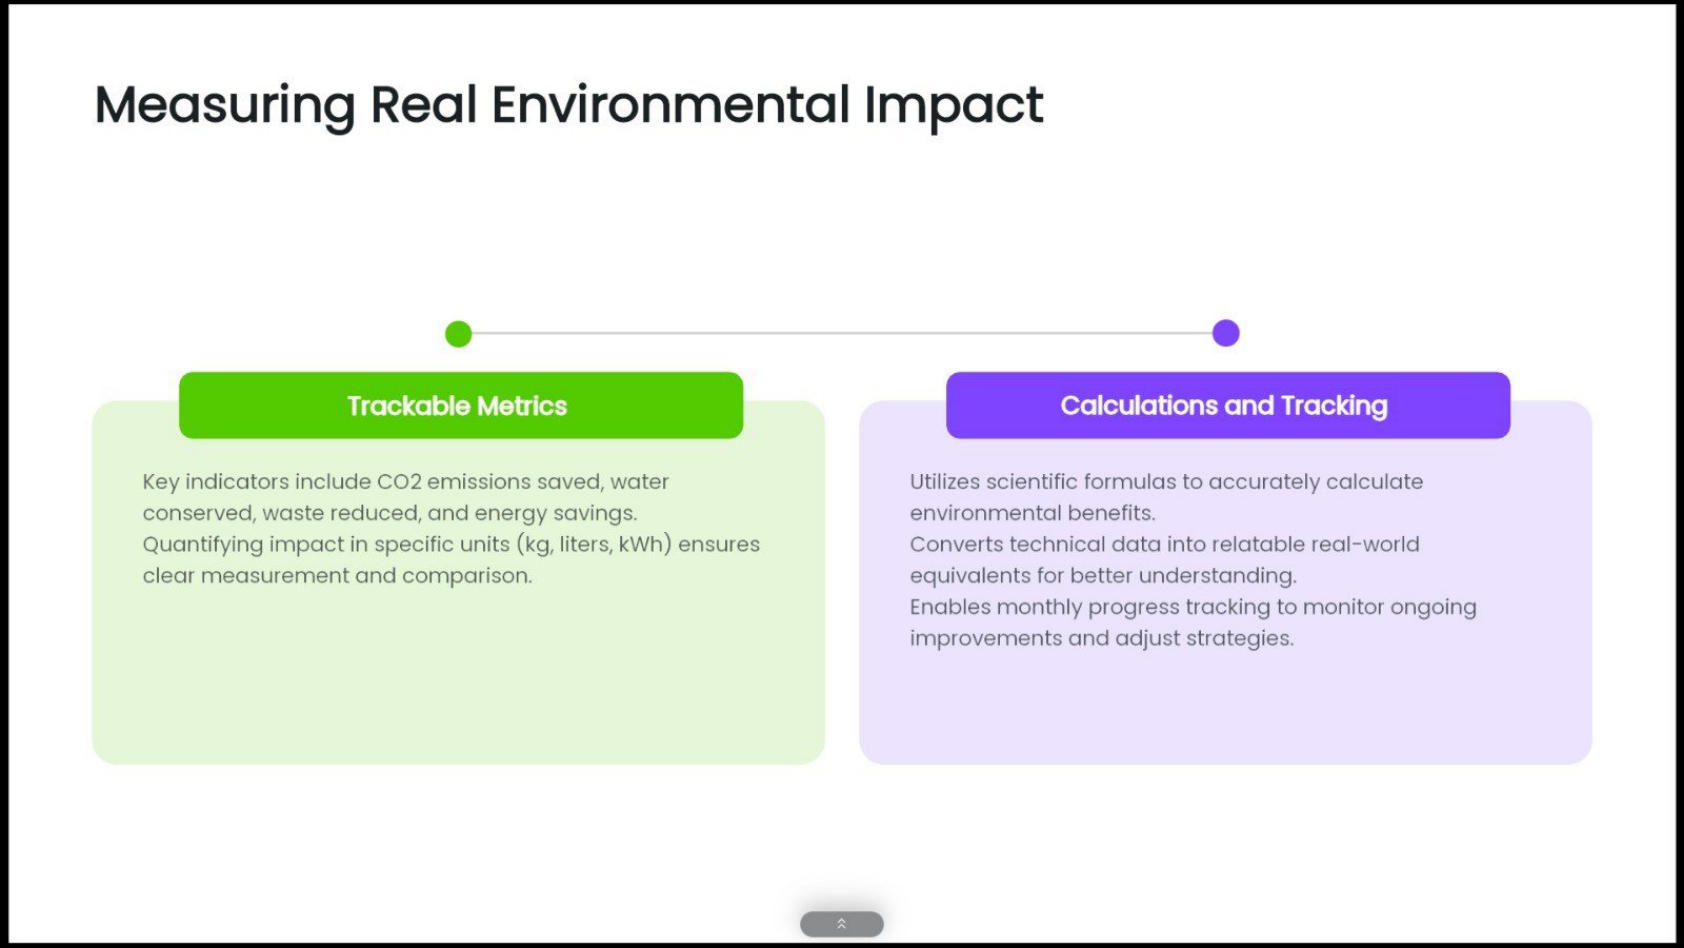 Measuring Real Environmental Impact
Trackable Metrics
Key indicators include CO2 emissions saved, water
conserved, waste reduced, and energy savings.
Quantifying impact in specific units (kg, liters, kWh) ensures
clear measurement and comparison.
Calculations and Tracking
Utilizes scientific formulas to accurately calculate
environmental benefits.
Converts technical data into relatable real-world
equivalents for better understanding.
Enables monthly progress tracking to monitor ongoing
improvements and adjust strategies.